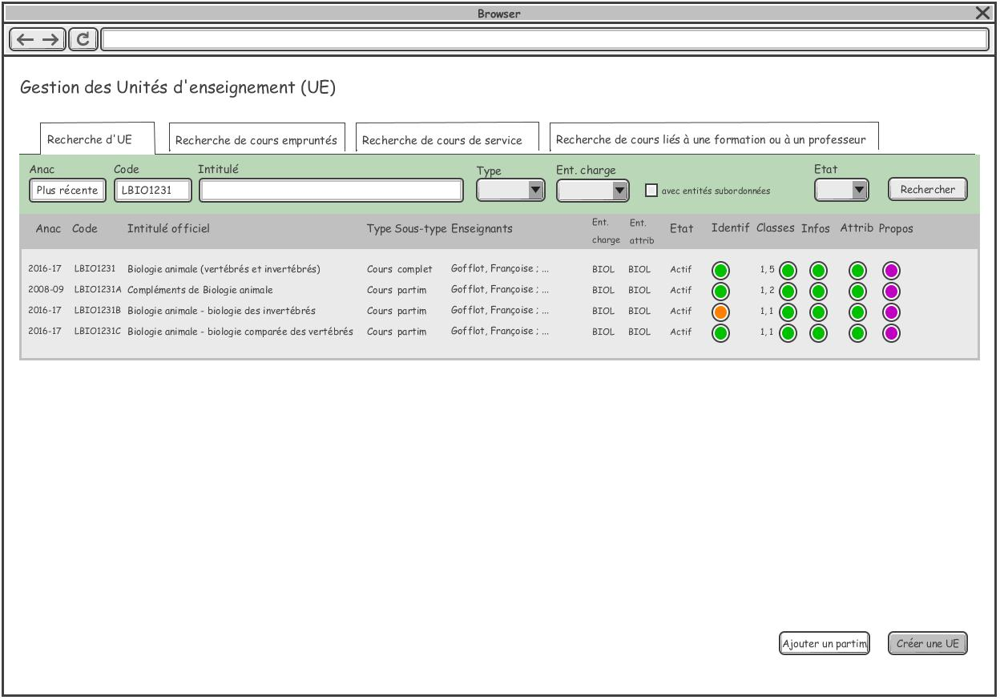 Browser
Gestion des Unités d'enseignement (UE)
Recherche d'UE Recherche de cours empruntés Recherche de cours de service Recherche de cours liés à une formation ou à un professeur
Anac Code Intitulé Type Ent. charge Etat
Plus récente LBIO1231 avec entités subordonnées Rechercher
Anac Code Intitulé officiel Type Sous-type Enseignants Ent. charge Ent. attrib Etat Identif Classes Infos Attrib Propos
2016-17 LBIO1231 Biologie animale (vertébrés et invertébrés) Cours complet Gofflot, Françoise ; ... BIOL BIOL Actif 1, 5
2008-09 LBIO1231A Compléments de Biologie animale Cours partim Gofflot, Françoise ; ... BIOL BIOL Actif 1, 2
2016-17 LBIO1231B Biologie animale - biologie des invertébrés Cours partim Gofflot, Françoise ; ... BIOL BIOL Actif 1, 1
2016-17 LBIO1231C Biologie animale - biologie comparée des vertébrés Cours partim Gofflot, Françoise ; ... BIOL BIOL Actif 1, 1
Ajouter un partim Créer une UE